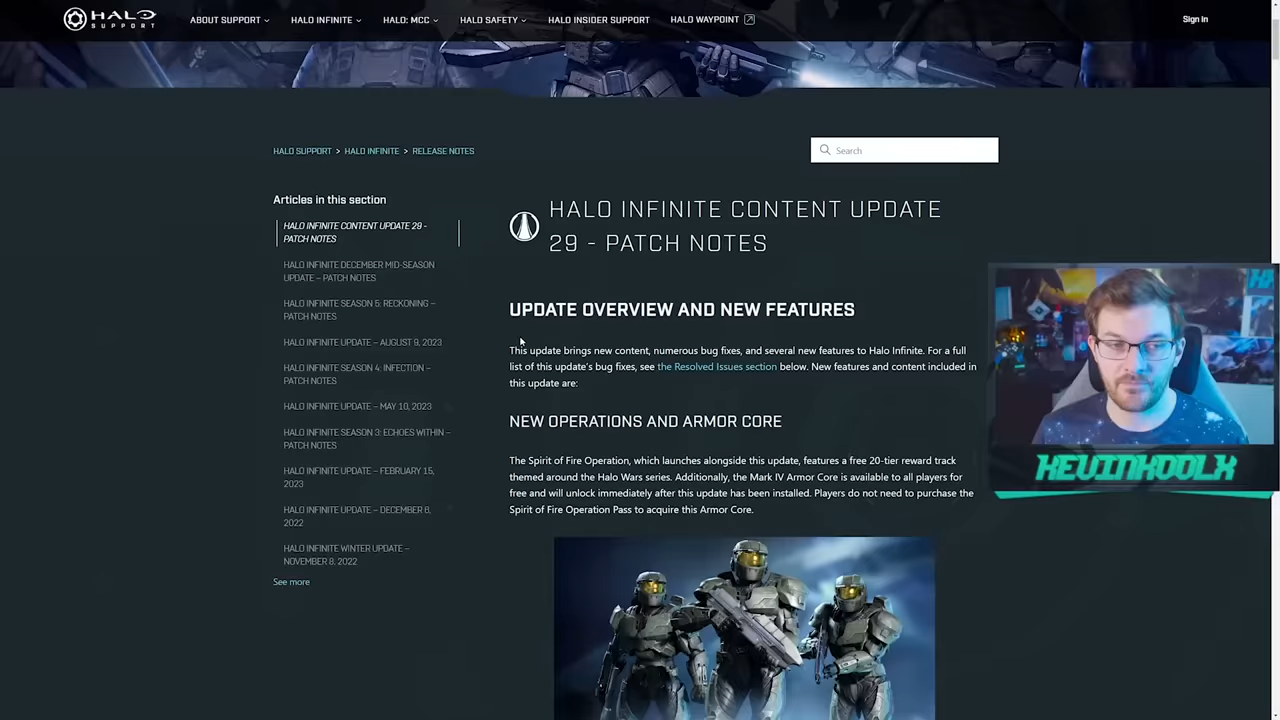 HALO
SUPPORT
ABOUT SUPPORT
HALO INFINITE
HALO: MCC
HALO SAFETY
HALO INSIDER SUPPORT
HALO WAYPOINT
Sign in
HALO SUPPORT > HALO INFINITE > RELEASE NOTES
Search
Articles in this section
HALO INFINITE CONTENT UPDATE 29 -
PATCH NOTES
HALO INFINITE DECEMBER MID-SEASON
UPDATE – PATCH NOTES
HALO INFINITE SEASON 5: RECKONING –
PATCH NOTES
HALO INFINITE UPDATE – AUGUST 9, 2023
HALO INFINITE SEASON 4: INFECTION –
PATCH NOTES
HALO INFINITE UPDATE – MAY 10, 2023
HALO INFINITE SEASON 3: ECHOES WITHIN –
PATCH NOTES
HALO INFINITE UPDATE – FEBRUARY 15,
2023
HALO INFINITE UPDATE – DECEMBER 6,
2022
HALO INFINITE WINTER UPDATE –
NOVEMBER 8, 2022
See more
HALO INFINITE CONTENT UPDATE
29 - PATCH NOTES
UPDATE OVERVIEW AND NEW FEATURES
This update brings new content, numerous bug fixes, and several new features to Halo Infinite. For a full
list of this update's bug fixes, see the Resolved Issues section below. New features and content included in
this update are:
NEW OPERATIONS AND ARMOR CORE
The Spirit of Fire Operation, which launches alongside this update, features a free 20-tier reward track
themed around the Halo Wars series. Additionally, the Mark IV Armor Core is available to all players for
free and will unlock immediately after this update has been installed. Players do not need to purchase the
Spirit of Fire Operation Pass to acquire this Armor Core.
KEVINKOOLX